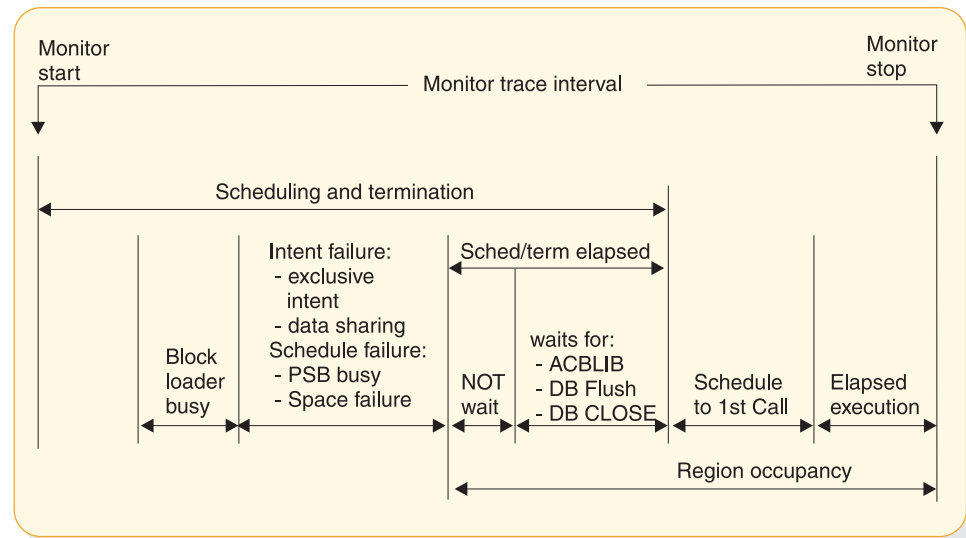 Monitor
start
Monitor
stop
Monitor trace interval
Scheduling and termination
Intent failure:
- exclusive
intent
- data sharing
Schedule failure:
- PSB busy
- Space failure
Sched/term elapsed
Block
loader
busy
NOT
wait
waits for:
- ACBLIB
- DB Flush
- DB CLOSE
Schedule
to 1st Call
Elapsed
execution
Region occupancy